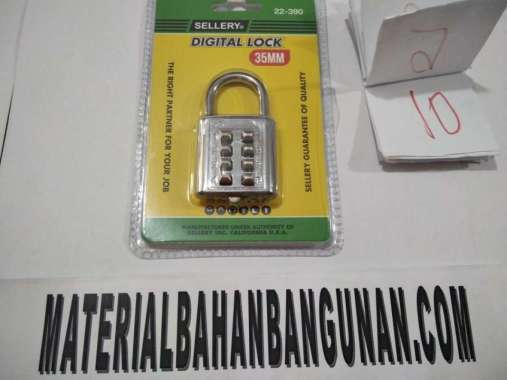 22-390
SELLERY®
DIGITAL LOCK
35MM
THE RIGHT PARTNER FOR YOUR JOB
SELLERY GUARANTEE OF QUALITY
MANUFACTURED UNDER AUTHORITY OF
SELLERY INC. CALIFORNIA U.S.A.
10
MATERIALBAHANBANGUNAN.COM